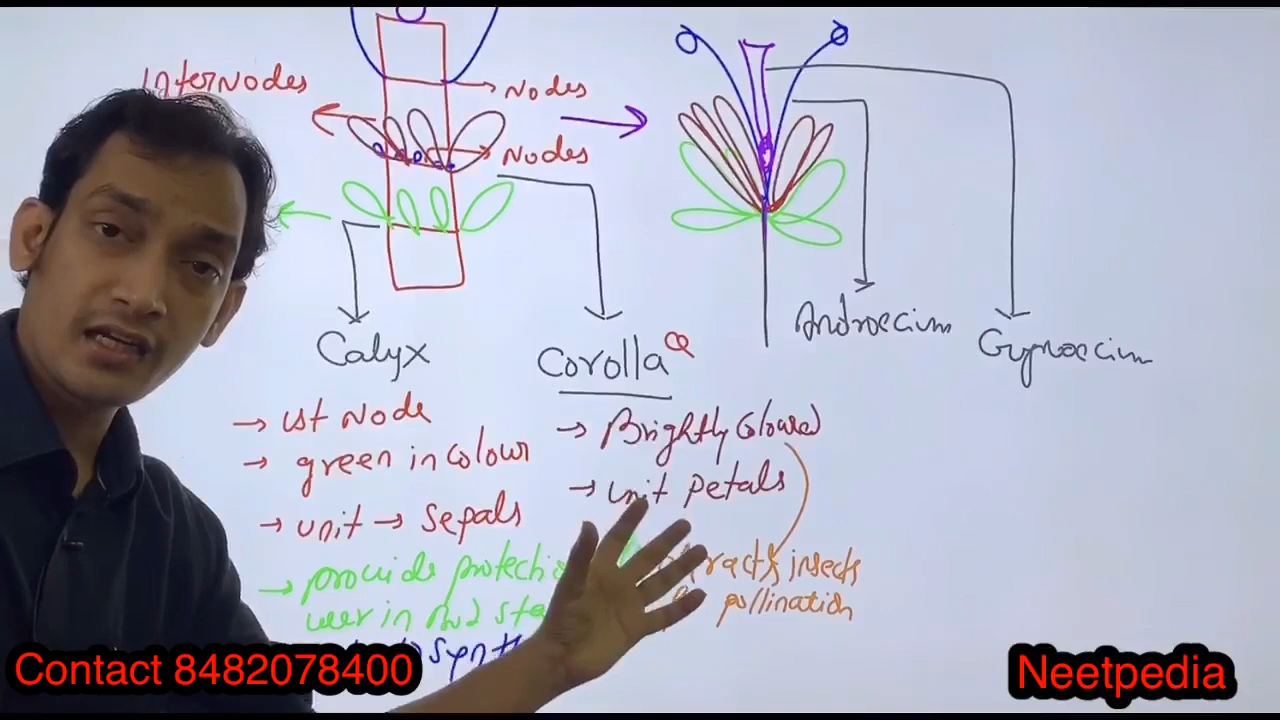 InterNodes
Nodes
Nodes
Calyx
Corolla Q
Androecium
Gynoecium
→ 1st Node
→ green in colour
→ unit → sepals
→ provide protection
→ Brightly coloured
→ unit petals
attracts insects
pollination
Contact 8482078400
Neetpedia